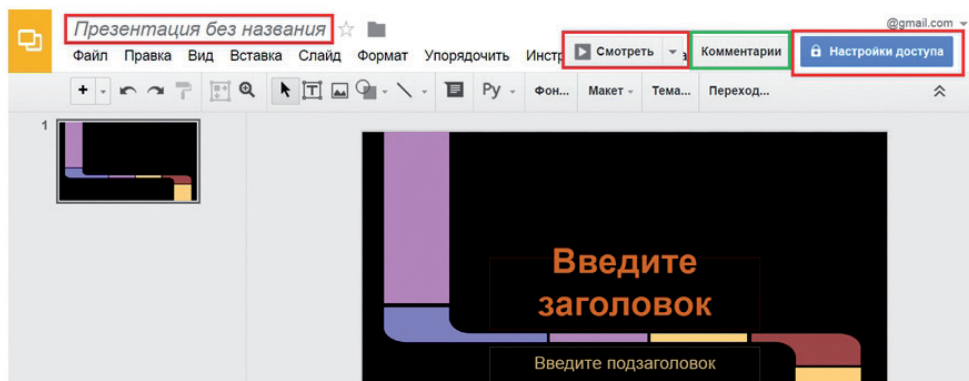 Презентация без названия
@gmail.com
Файл Правка Вид Вставка Слайд Формат Упорядочить Инстр
Смотреть
Комментарии
Настройки доступа
Ру
Фон... Макет Тема... Переход...
1
Введите
заголовок
Введите подзаголовок